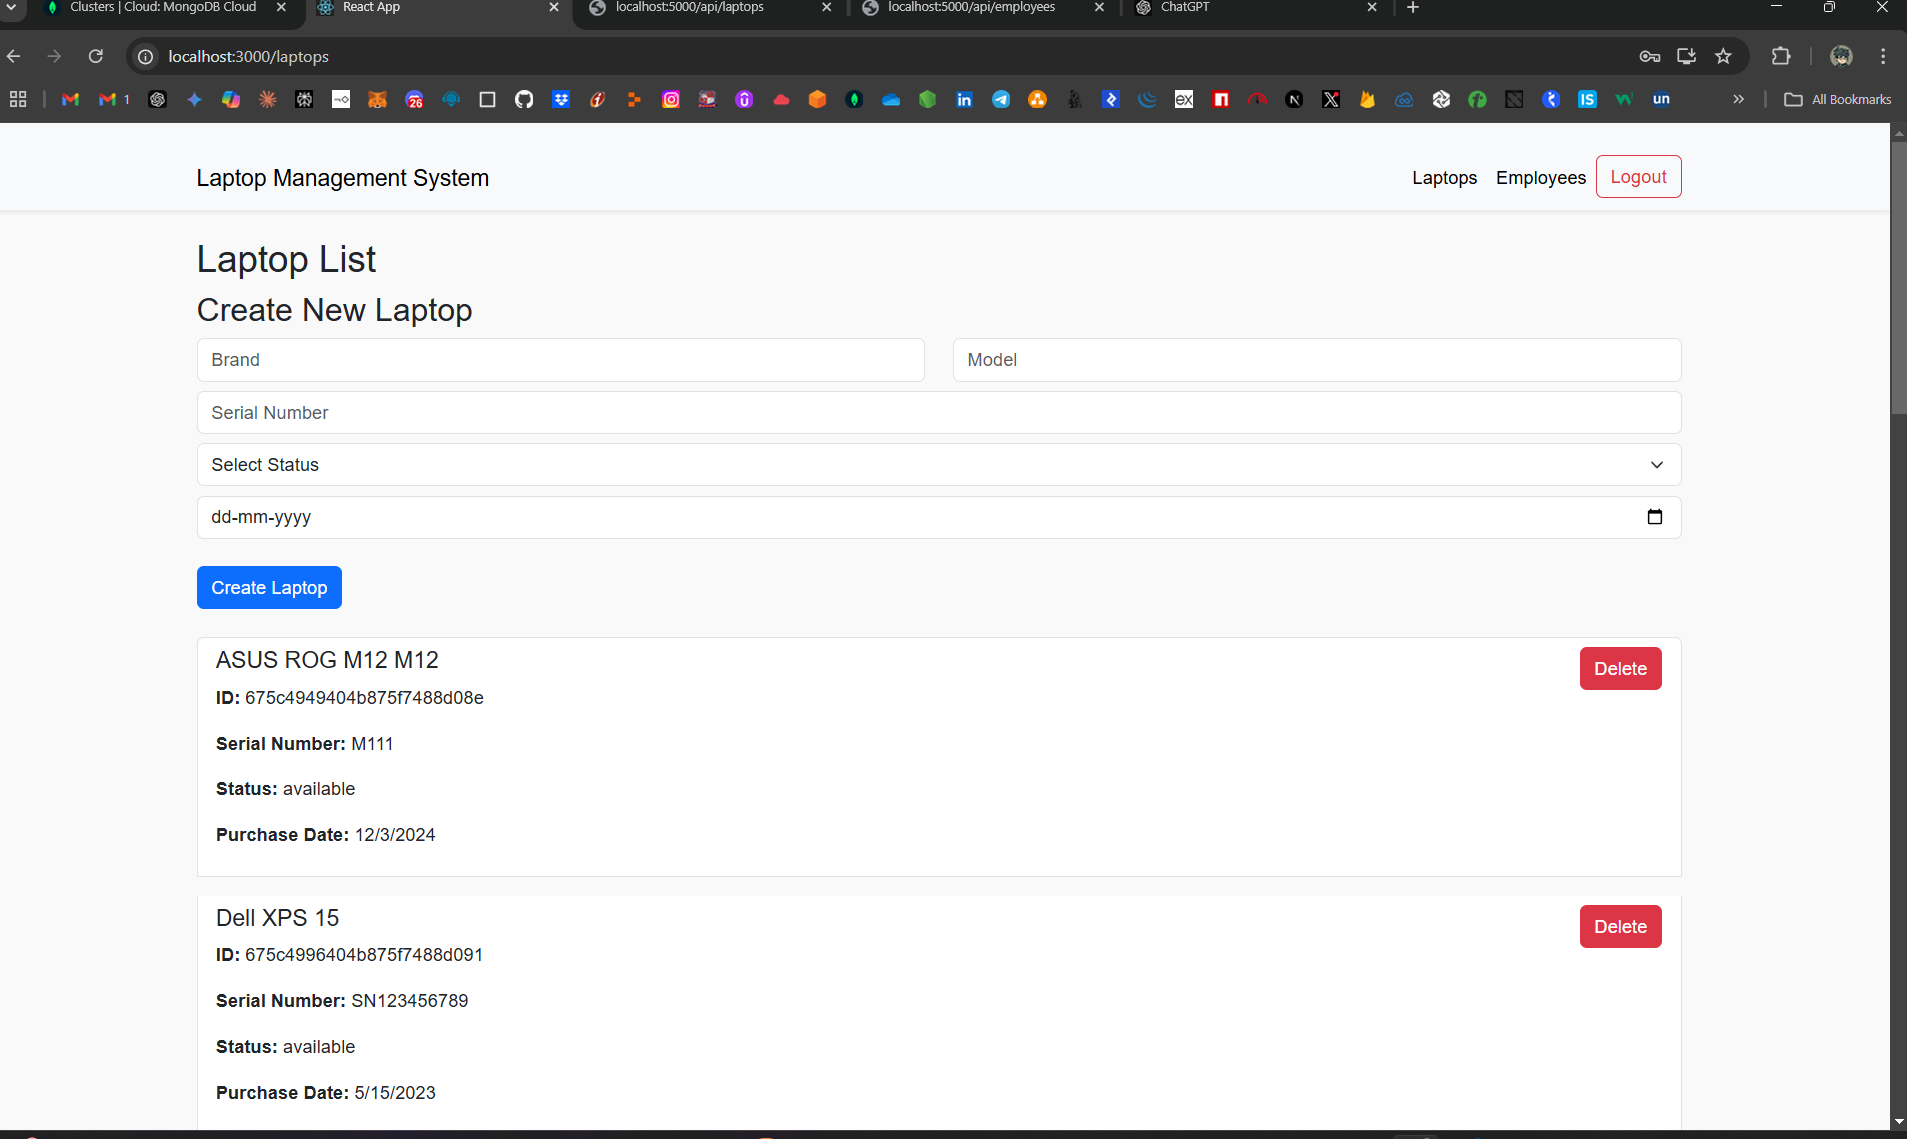 Clusters | Cloud: MongoDB Cloud
React App
localhost:5000/api/laptops
localhost:5000/api/employees
ChatGPT
localhost:3000/laptops
1
26
ex
in
N
X
IS
un
All Bookmarks
Laptop Management System
Laptops
Employees
Logout
Laptop List
Create New Laptop
Brand
Model
Serial Number
Select Status
dd-mm-yyyy
Create Laptop
ASUS ROG M12 M12
Delete
ID: 675c4949404b875f7488d08e
Serial Number: M111
Status: available
Purchase Date: 12/3/2024
Dell XPS 15
Delete
ID: 675c4996404b875f7488d091
Serial Number: SN123456789
Status: available
Purchase Date: 5/15/2023